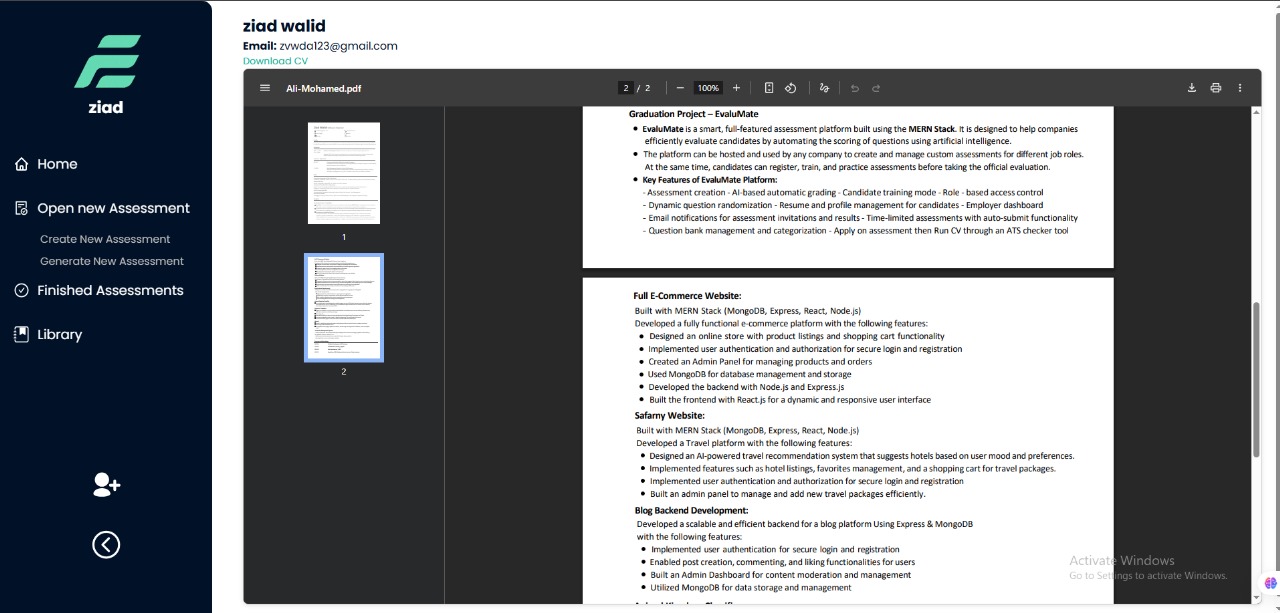 ziad
Home
Open new Assessment
Create New Assessment
Generate New Assessment
Finished Assessments
Library
ziad walid
Email: zvwda123@gmail.com
Download CV
Ali-Mohamed.pdf
2 / 2
100%
1
2
Graduation Project – EvaluMate
• EvaluMate is a smart, full-featured assessment platform built using the MERN Stack. It is designed to help companies
efficiently evaluate candidates by automating the scoring of questions using artificial intelligence.
• The platform can be hosted and used by any company to create and manage custom assessments for different job roles.
At the same time, candidates can register, train, and practice assessments before taking the official evaluation.
• Key Features of EvaluMate Platform:
- Assessment creation - AI-based automatic grading - Candidate training mode - Role - based access control
- Dynamic question randomization - Resume and profile management for candidates - Employer dashboard
- Email notifications for assessment invitations and results - Time-limited assessments with auto-submit functionality
- Question bank management and categorization - Apply on assessment then Run CV through an ATS checker tool
Full E-Commerce Website:
Built with MERN Stack (MongoDB, Express, React, Node.js)
Developed a fully functional e-commerce platform with the following features:
• Designed an online store with product listings and shopping cart functionality
• Implemented user authentication and authorization for secure login and registration
• Created an Admin Panel for managing products and orders
• Used MongoDB for database management and storage
• Developed the backend with Node.js and Express.js
• Built the frontend with React.js for a dynamic and responsive user interface
Safarny Website:
Built with MERN Stack (MongoDB, Express, React, Node.js)
Developed a Travel platform with the following features:
• Designed an AI-powered travel recommendation system that suggests hotels based on user mood and preferences.
• Implemented features such as hotel listings, favorites management, and a shopping cart for travel packages.
• Implemented user authentication and authorization for secure login and registration
• Built an admin panel to manage and add new travel packages efficiently.
Blog Backend Development:
Developed a scalable and efficient backend for a blog platform Using Express & MongoDB
with the following features:
• Implemented user authentication for secure login and registration
• Enabled post creation, commenting, and liking functionalities for users
• Built an Admin Dashboard for content moderation and management
• Utilized MongoDB for data storage and management
Activate Windows
Go to Settings to activate Windows.